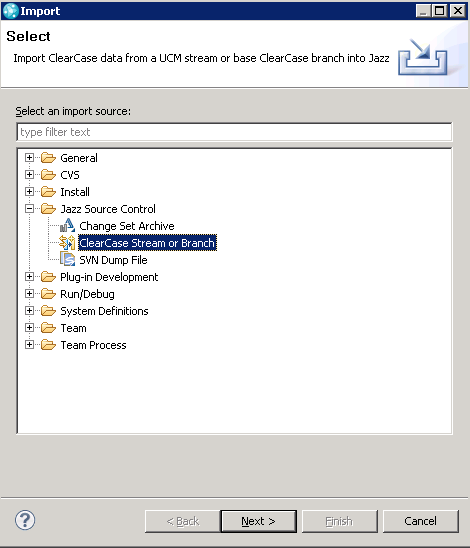 Import
Select
Import ClearCase data from a UCM stream or base ClearCase branch into Jazz
Select an import source:
type filter text
General
CVS
Install
Jazz Source Control
Change Set Archive
ClearCase Stream or Branch
SVN Dump File
Plug-in Development
Run/Debug
System Definitions
Team
Team Process
? < Back Next > Finish Cancel